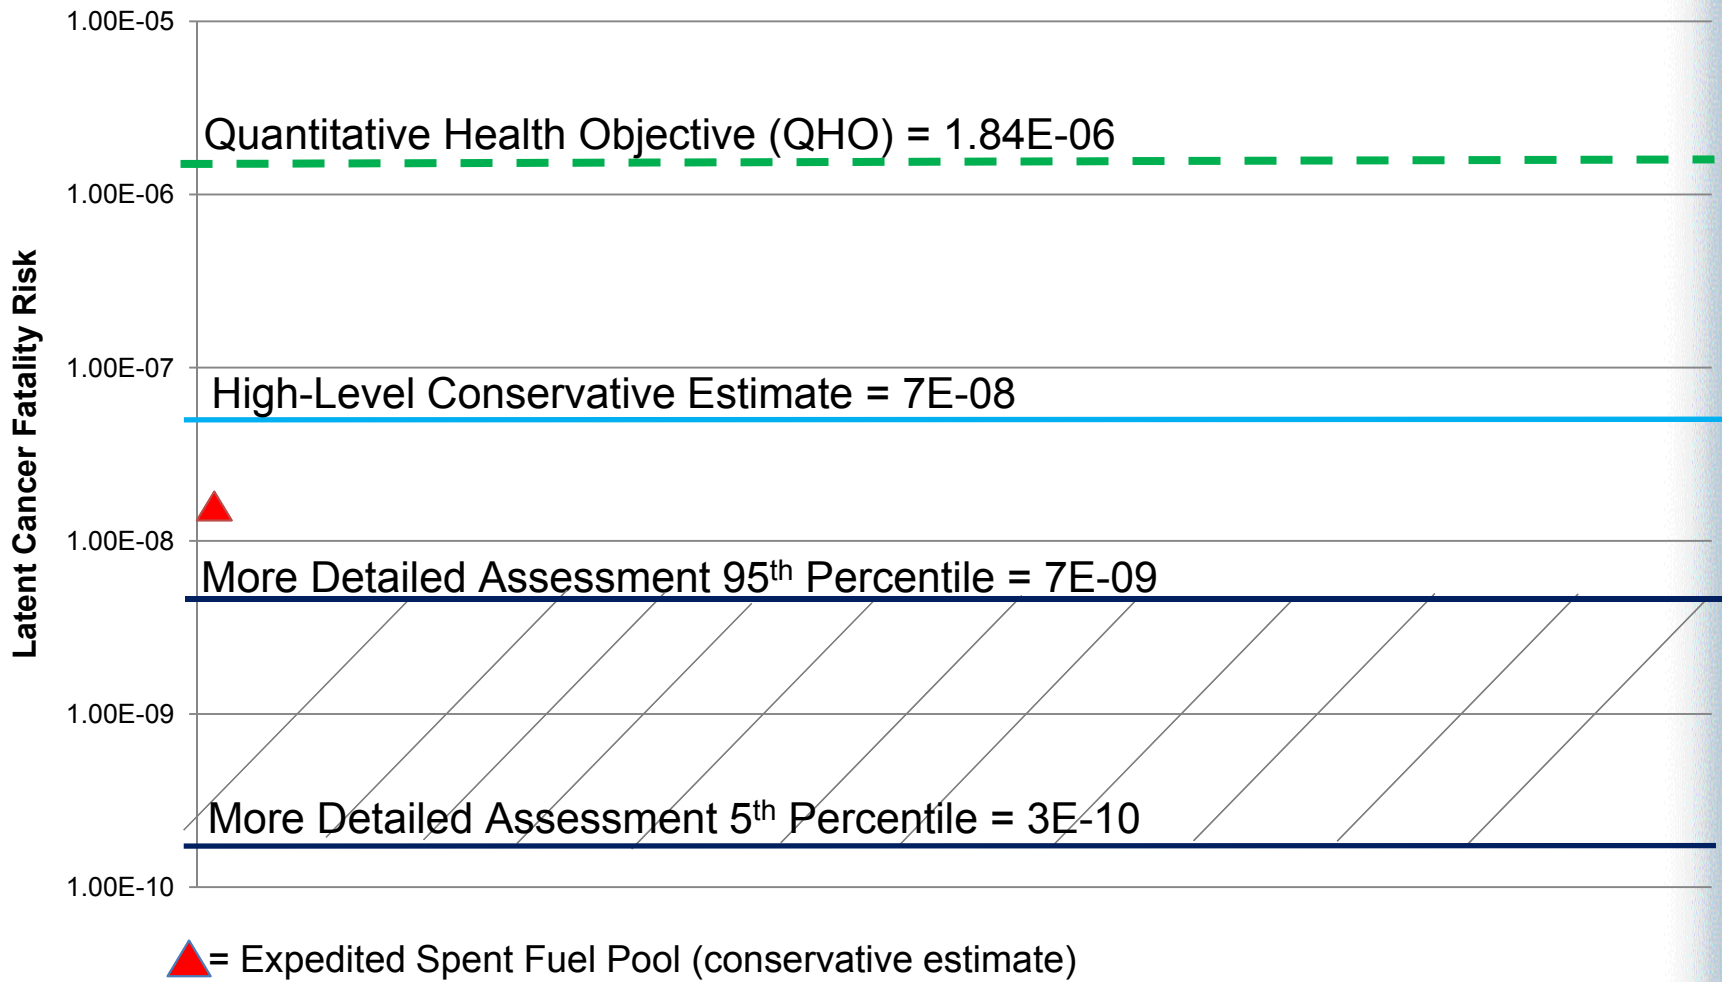 1.00E-05
Quantitative Health Objective (QHO) = 1.84E-06
1.00E-06
Latent Cancer Fatality Risk
1.00E-07
High-Level Conservative Estimate = 7E-08
1.00E-08
More Detailed Assessment 95th Percentile = 7E-09
1.00E-09
More Detailed Assessment 5th Percentile = 3E-10
1.00E-10
= Expedited Spent Fuel Pool (conservative estimate)